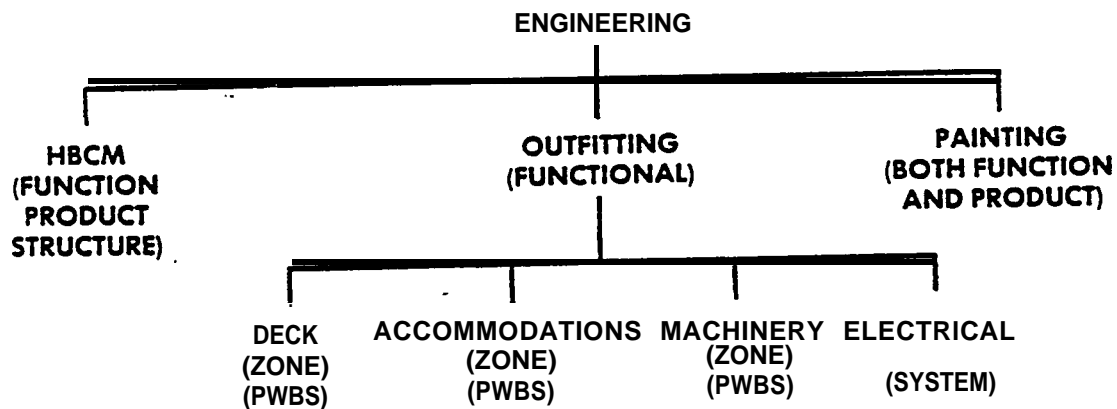 ENGINEERING
HBCM
(FUNCTION
PRODUCT
STRUCTURE)
OUTFITTING
(FUNCTIONAL)
PAINTING
(BOTH FUNCTION
AND PRODUCT)
DECK
(ZONE)
(PWBS)
ACCOMMODATIONS
(ZONE)
(PWBS)
MACHINERY
(ZONE)
(PWBS)
ELECTRICAL
(SYSTEM)